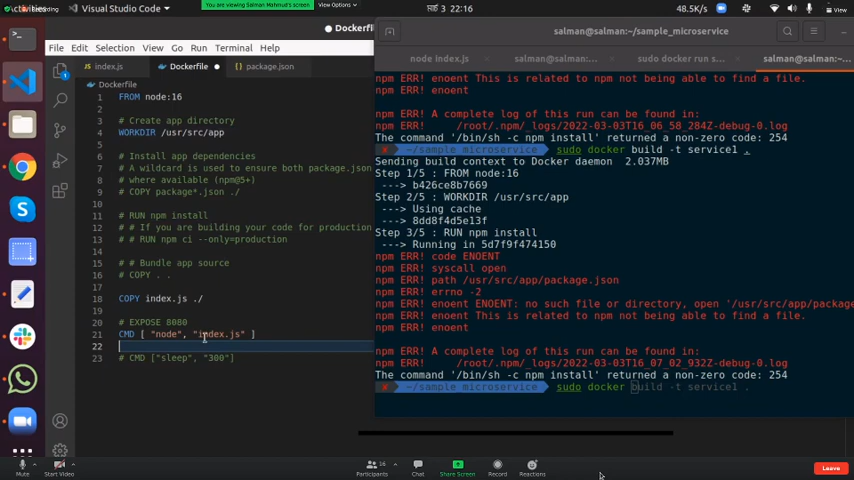 Activities
Recording
Visual Studio Code
You are viewing Salman Mahmud's screen
View Options
মার্চ 3 22:16
48.5K/s
View
Dockerfile
File Edit Selection View Go Run Terminal Help
index.js
Dockerfile
package.json
Dockerfile
1 FROM node:16
2
3 # Create app directory
4 WORKDIR /usr/src/app
5
6 # Install app dependencies
7 # A wildcard is used to ensure both package.json
8 # where available (npm@5+)
9 # COPY package*.json ./
10
11 # RUN npm install
12 # # If you are building your code for production
13 # # RUN npm ci --only=production
14
15 # # Bundle app source
16 # COPY . .
17
18 COPY index.js ./
19
20 # EXPOSE 8080
21 CMD [ "node", "index.js" ]
22
23 # CMD ["sleep", "300"]
salman@salman:~/sample_microservice
node index.js
salman@salman:...
sudo docker run s...
salman@salman:~...
npm ERR! enoent This is related to npm not being able to find a file.
npm ERR! enoent
npm ERR! A complete log of this run can be found in:
npm ERR!     /root/.npm/_logs/2022-03-03T16_06_58_284Z-debug-0.log
The command '/bin/sh -c npm install' returned a non-zero code: 254
✘ ~/sample_microservice sudo docker build -t service1 .
Sending build context to Docker daemon  2.037MB
Step 1/5 : FROM node:16
---> b426ce8b7669
Step 2/5 : WORKDIR /usr/src/app
---> Using cache
---> 8dd8f4d5e13f
Step 3/5 : RUN npm install
---> Running in 5d7f9f474150
npm ERR! code ENOENT
npm ERR! syscall open
npm ERR! path /usr/src/app/package.json
npm ERR! errno -2
npm ERR! enoent ENOENT: no such file or directory, open '/usr/src/app/package
npm ERR! enoent This is related to npm not being able to find a file.
npm ERR! enoent
npm ERR! A complete log of this run can be found in:
npm ERR!     /root/.npm/_logs/2022-03-03T16_07_02_932Z-debug-0.log
The command '/bin/sh -c npm install' returned a non-zero code: 254
✘ ~/sample_microservice sudo docker build -t service1 .
Mute
Start Video
16
Participants
Chat
Share Screen
Record
Reactions
Leave